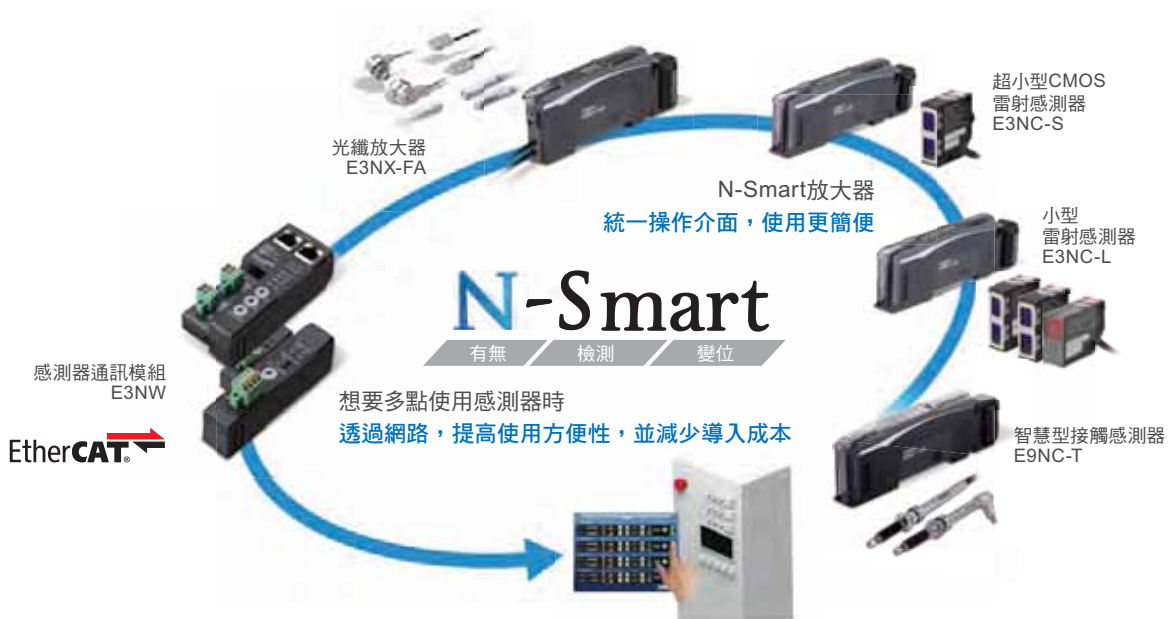 光纖放大器
E3NX-FA
超小型CMOS
雷射感測器
E3NC-S
N-Smart放大器
統一操作介面，使用更簡便
小型
雷射感測器
E3NC-L
N-Smart
有無 檢測 變位
感測器通訊模組
E3NW
EtherCAT®
想要多點使用感測器時
透過網路，提高使用方便性，並減少導入成本
智慧型接觸感測器
E9NC-T